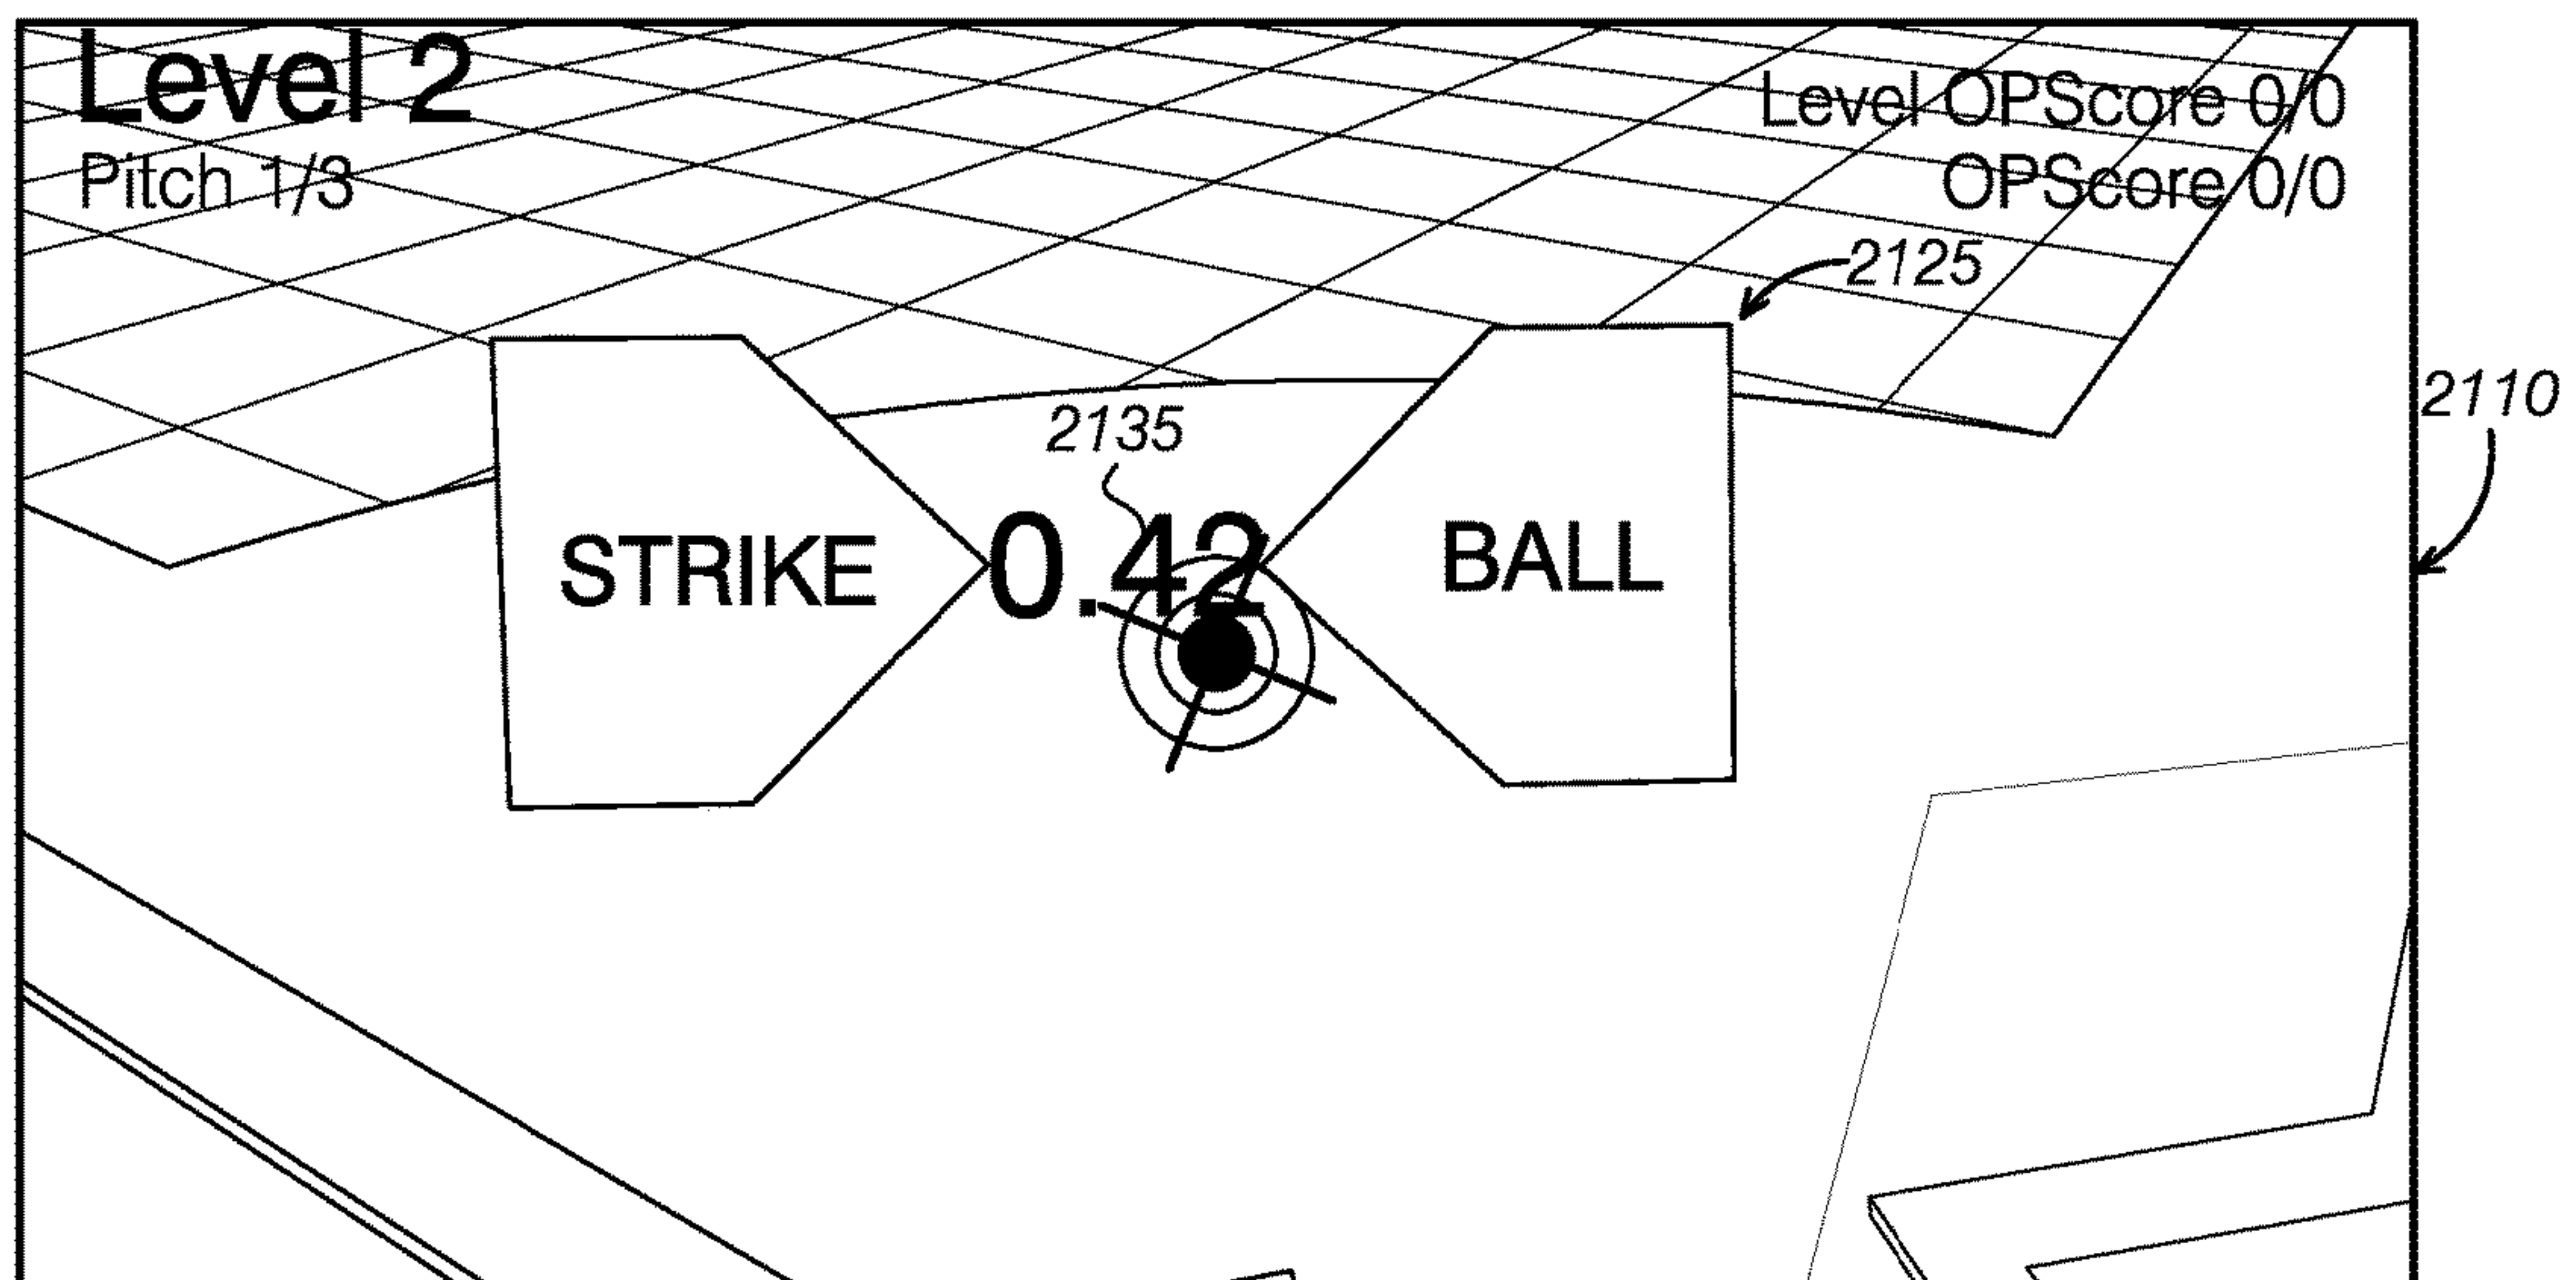 Level 2
Pitch 1/3
Level OPScore 0/0
OPScore 0/0
2125
2110
2135
STRIKE
0.42
BALL